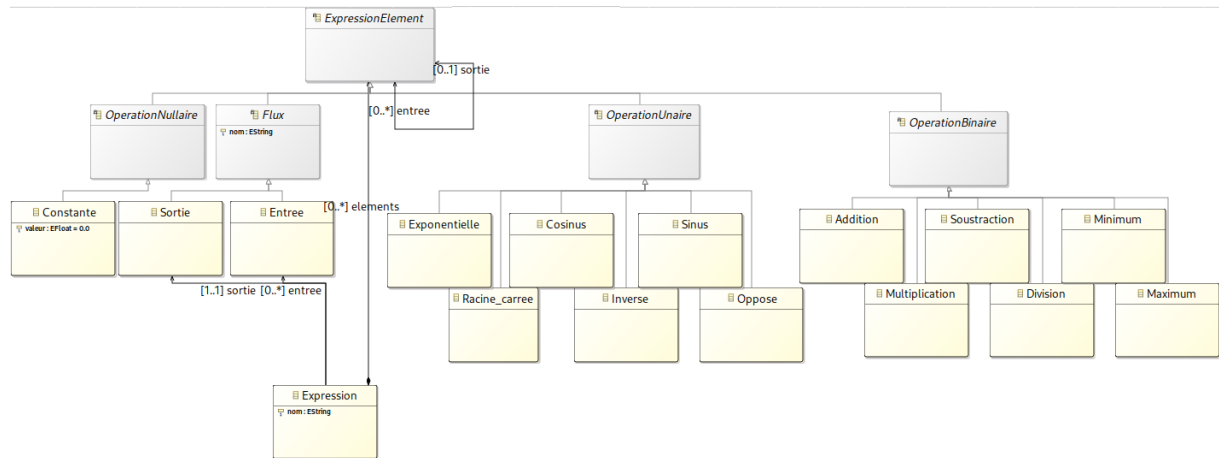 ExpressionElement
[0..1] sortie
[0..*] entree
OperationNullaire
Flux
nom : EString
OperationUnaire
OperationBinaire
Constante
valeur : EFloat = 0.0
Sortie
Entree
[0..*] elements
Exponentielle
Cosinus
Sinus
Addition
Soustraction
Minimum
[1..1] sortie
[0..*] entree
Racine_carree
Inverse
Oppose
Multiplication
Division
Maximum
Expression
nom : EString